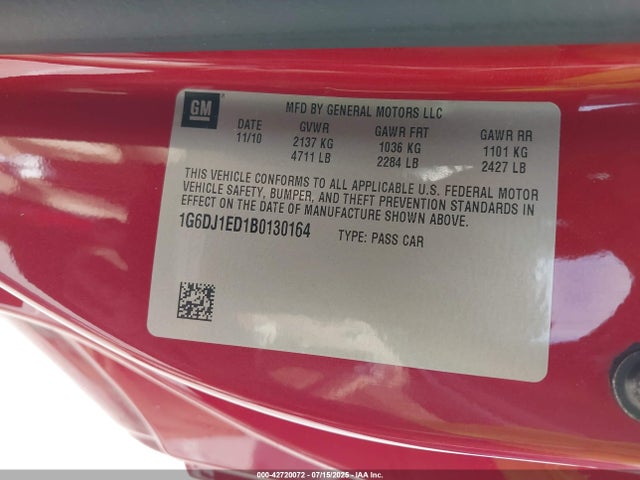 GM
MFD BY GENERAL MOTORS LLC
DATE GVWR GAWR FRT GAWR RR
11/10 2137 KG 1036 KG 1101 KG
4711 LB 2284 LB 2427 LB
THIS VEHICLE CONFORMS TO ALL APPLICABLE U.S. FEDERAL MOTOR
VEHICLE SAFETY, BUMPER, AND THEFT PREVENTION STANDARDS IN
EFFECT ON THE DATE OF MANUFACTURE SHOWN ABOVE.
1G6DJ1ED1B0130164 TYPE: PASS CAR
000-42720072 - 07/15/2025 - IAA Inc.